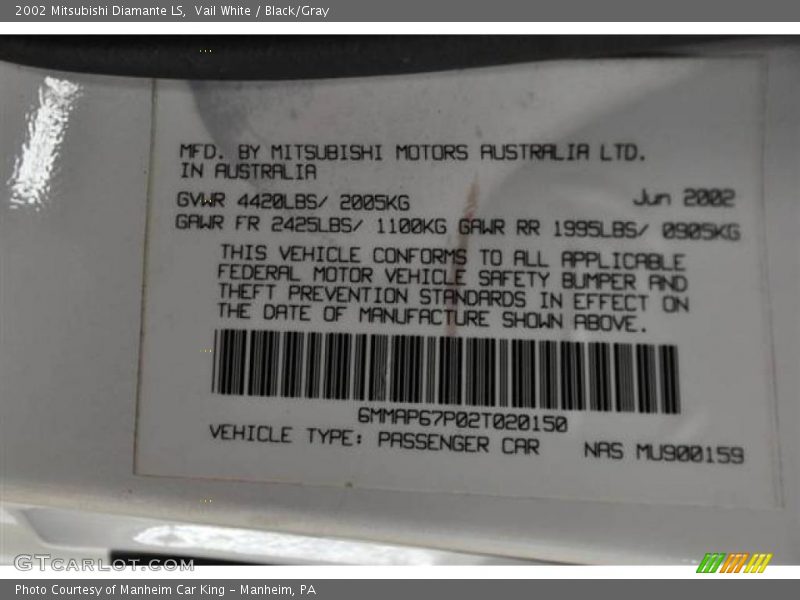 2002 Mitsubishi Diamante LS, Vail White / Black/Gray
MFD. BY MITSUBISHI MOTORS AUSTRALIA LTD.
IN AUSTRALIA
GVWR 4420LBS/ 2005KG Jun 2002
GAWR FR 2425LBS/ 1100KG GAWR RR 1995LBS/ 0905KG
THIS VEHICLE CONFORMS TO ALL APPLICABLE
FEDERAL MOTOR VEHICLE SAFETY BUMPER AND
THEFT PREVENTION STANDARDS IN EFFECT ON
THE DATE OF MANUFACTURE SHOWN ABOVE.
6MMAP67P02T020150
VEHICLE TYPE: PASSENGER CAR NAS MU900159
GTcarlot.com
Photo Courtesy of Manheim Car King - Manheim, PA